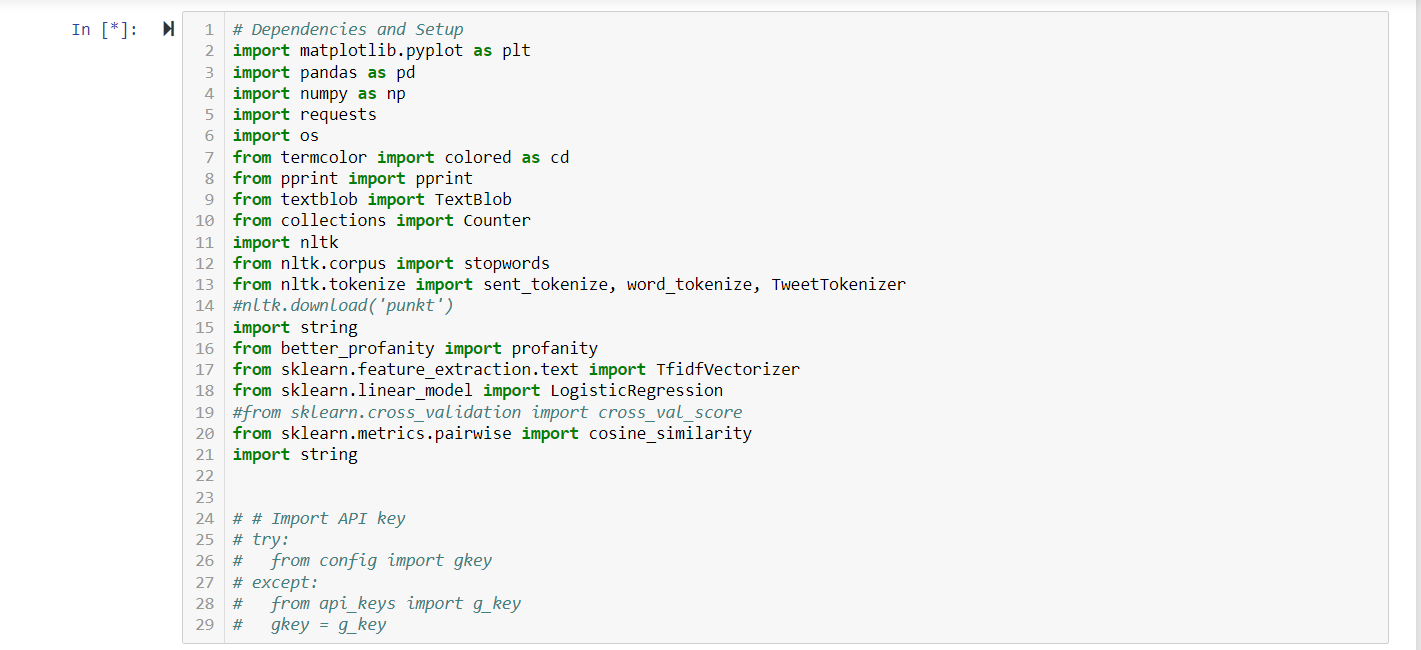 In [*]:
1 # Dependencies and Setup
2 import matplotlib.pyplot as plt
3 import pandas as pd
4 import numpy as np
5 import requests
6 import os
7 from termcolor import colored as cd
8 from pprint import pprint
9 from textblob import TextBlob
10 from collections import Counter
11 import nltk
12 from nltk.corpus import stopwords
13 from nltk.tokenize import sent_tokenize, word_tokenize, TweetTokenizer
14 #nltk.download('punkt')
15 import string
16 from better_profanity import profanity
17 from sklearn.feature_extraction.text import TfidfVectorizer
18 from sklearn.linear_model import LogisticRegression
19 #from sklearn.cross_validation import cross_val_score
20 from sklearn.metrics.pairwise import cosine_similarity
21 import string
22
23
24 # # Import API key
25 # try:
26 #   from config import gkey
27 # except:
28 #   from api_keys import g_key
29 #   gkey = g_key